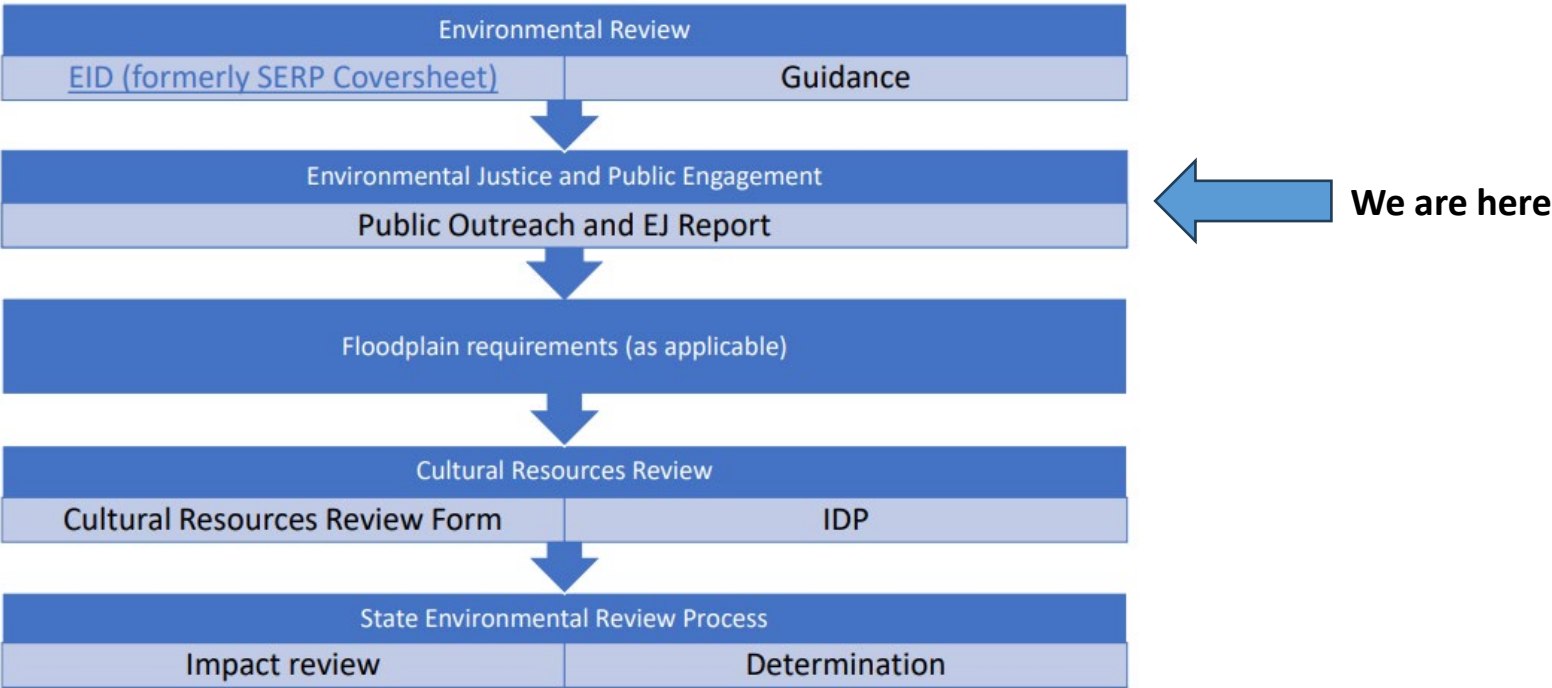 Environmental Review
EID (formerly SERP Coversheet)
Guidance
Environmental Justice and Public Engagement
Public Outreach and EJ Report
We are here
Floodplain requirements (as applicable)
Cultural Resources Review
Cultural Resources Review Form
IDP
State Environmental Review Process
Impact review
Determination